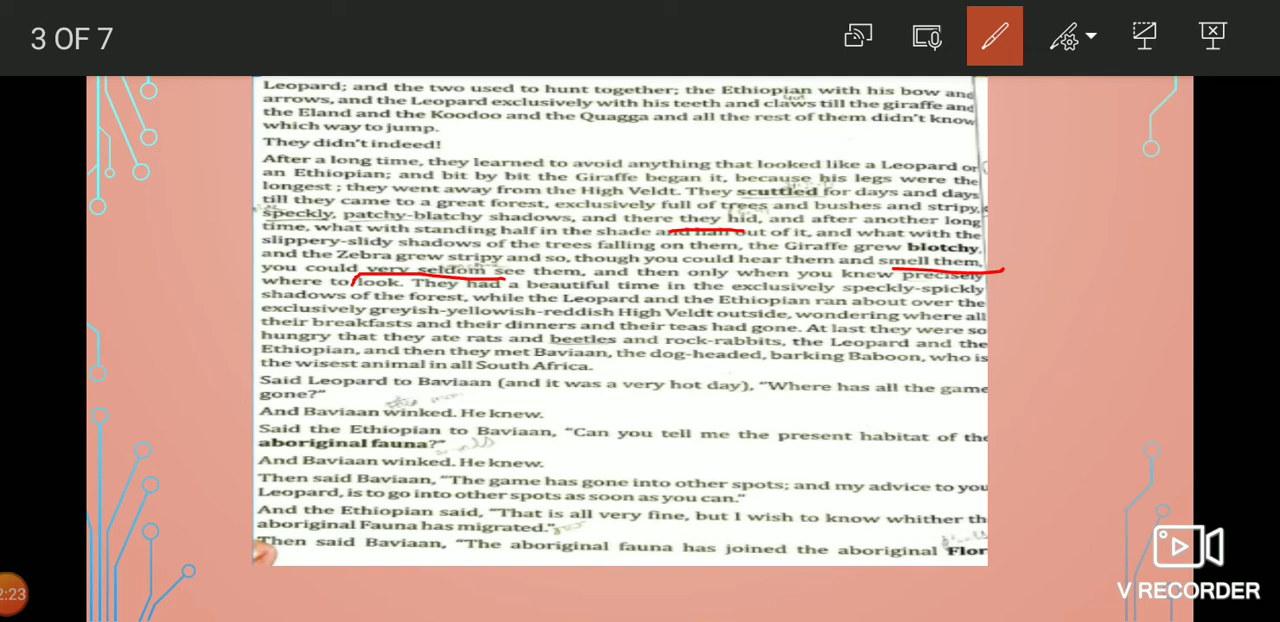 3 OF 7
Leopard; and the two used to hunt together; the Ethiopian with his bow and
arrows, and the Leopard exclusively with his teeth and claws till the giraffe and
the Eland and the Koodoo and the Quagga and all the rest of them didn't know
which way to jump.
They didn't indeed!
After a long time, they learned to avoid anything that looked like a Leopard or
an Ethiopian; and bit by bit the Giraffe began it, because his legs were the
longest ; they went away from the High Veldt. They scuttled for days and days
till they came to a great forest, exclusively full of trees and bushes and stripy,
speckly, patchy-blatchy shadows, and there they hid, and after another long
time, what with standing half in the shade and half out of it, and what with the
slippery-slidy shadows of the trees falling on them, the Giraffe grew blotchy,
and the Zebra grew stripy and so, though you could hear them and smell them,
you could very seldom see them, and then only when you knew precisely
where to look. They had a beautiful time in the exclusively speckly-spickly
shadows of the forest, while the Leopard and the Ethiopian ran about over the
exclusively greyish-yellowish-reddish High Veldt outside, wondering where all
their breakfasts and their dinners and their teas had gone. At last they were so
hungry that they ate rats and beetles and rock-rabbits, the Leopard and the
Ethiopian, and then they met Baviaan, the dog-headed, barking Baboon, who is
the wisest animal in all South Africa.
Said Leopard to Baviaan (and it was a very hot day), "Where has all the game
gone?"
And Baviaan winked. He knew.
Said the Ethiopian to Baviaan, "Can you tell me the present habitat of the
aboriginal fauna?"
And Baviaan winked. He knew.
Then said Baviaan, "The game has gone into other spots; and my advice to you
Leopard, is to go into other spots as soon as you can."
And the Ethiopian said, "That is all very fine, but I wish to know whither th
aboriginal Fauna has migrated."
Then said Baviaan, "The aboriginal fauna has joined the aboriginal Flor
2:23
V RECORDER